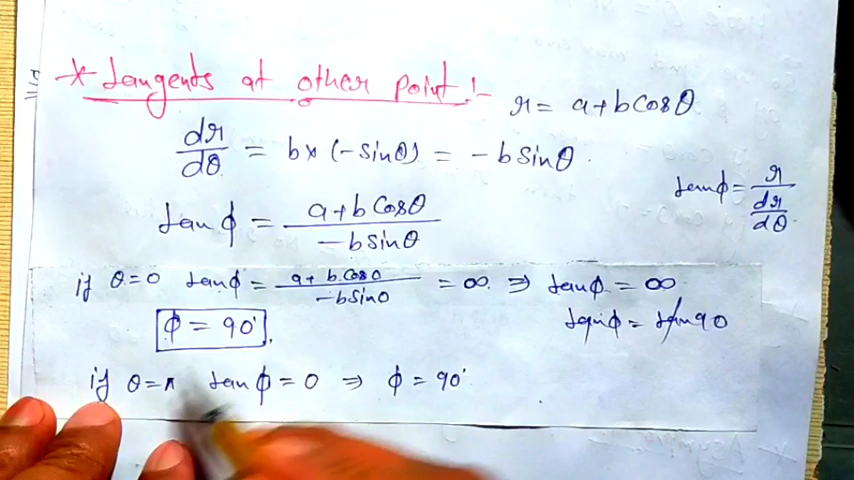 * Tangents at other point :-
r = a+bcosθ
dr/dθ = b×(-sinθ) = -bsinθ.
tanφ = r/(dr/dθ)
tanφ = (a+bcosθ)/(-bsinθ)
if θ=0 tanφ = (a+b.cos0)/(-bsin0) = ∞ ⇒ tanφ = ∞
φ = 90° tanφ = tan90
if θ=π tanφ = 0 ⇒ φ = 90°